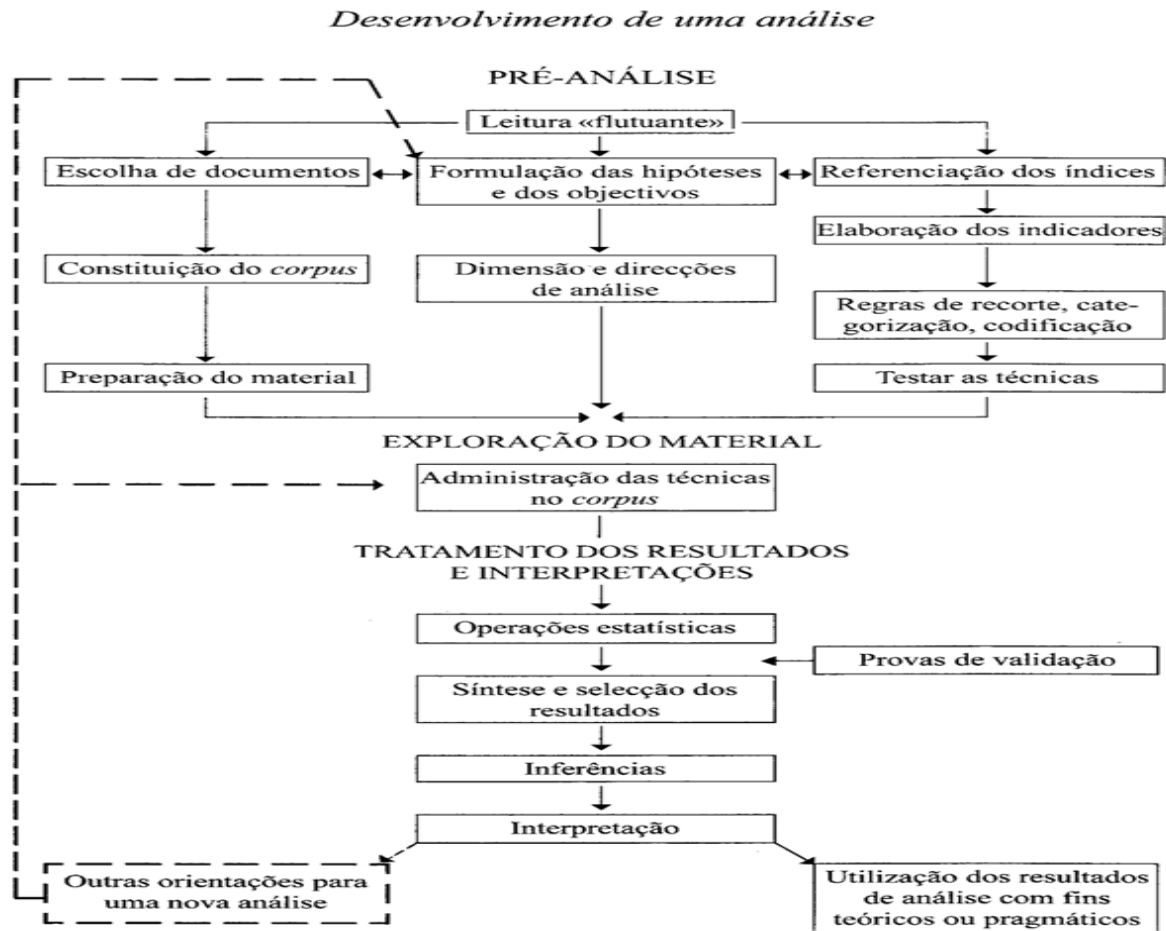 Desenvolvimento de uma análise
PRÉ-ANÁLISE
Leitura «flutuante»
Escolha de documentos
Formulação das hipóteses
e dos objectivos
Referenciação dos índices
Elaboração dos indicadores
Constituição do corpus
Dimensão e direcções
de análise
Regras de recorte, cate-
gorização, codificação
Preparação do material
Testar as técnicas
EXPLORAÇÃO DO MATERIAL
Administração das técnicas
no corpus
TRATAMENTO DOS RESULTADOS
E INTERPRETAÇÕES
Operações estatísticas
Provas de validação
Síntese e selecção dos
resultados
Inferências
Interpretação
Outras orientações para
uma nova análise
Utilização dos resultados
de análise com fins
teóricos ou pragmáticos